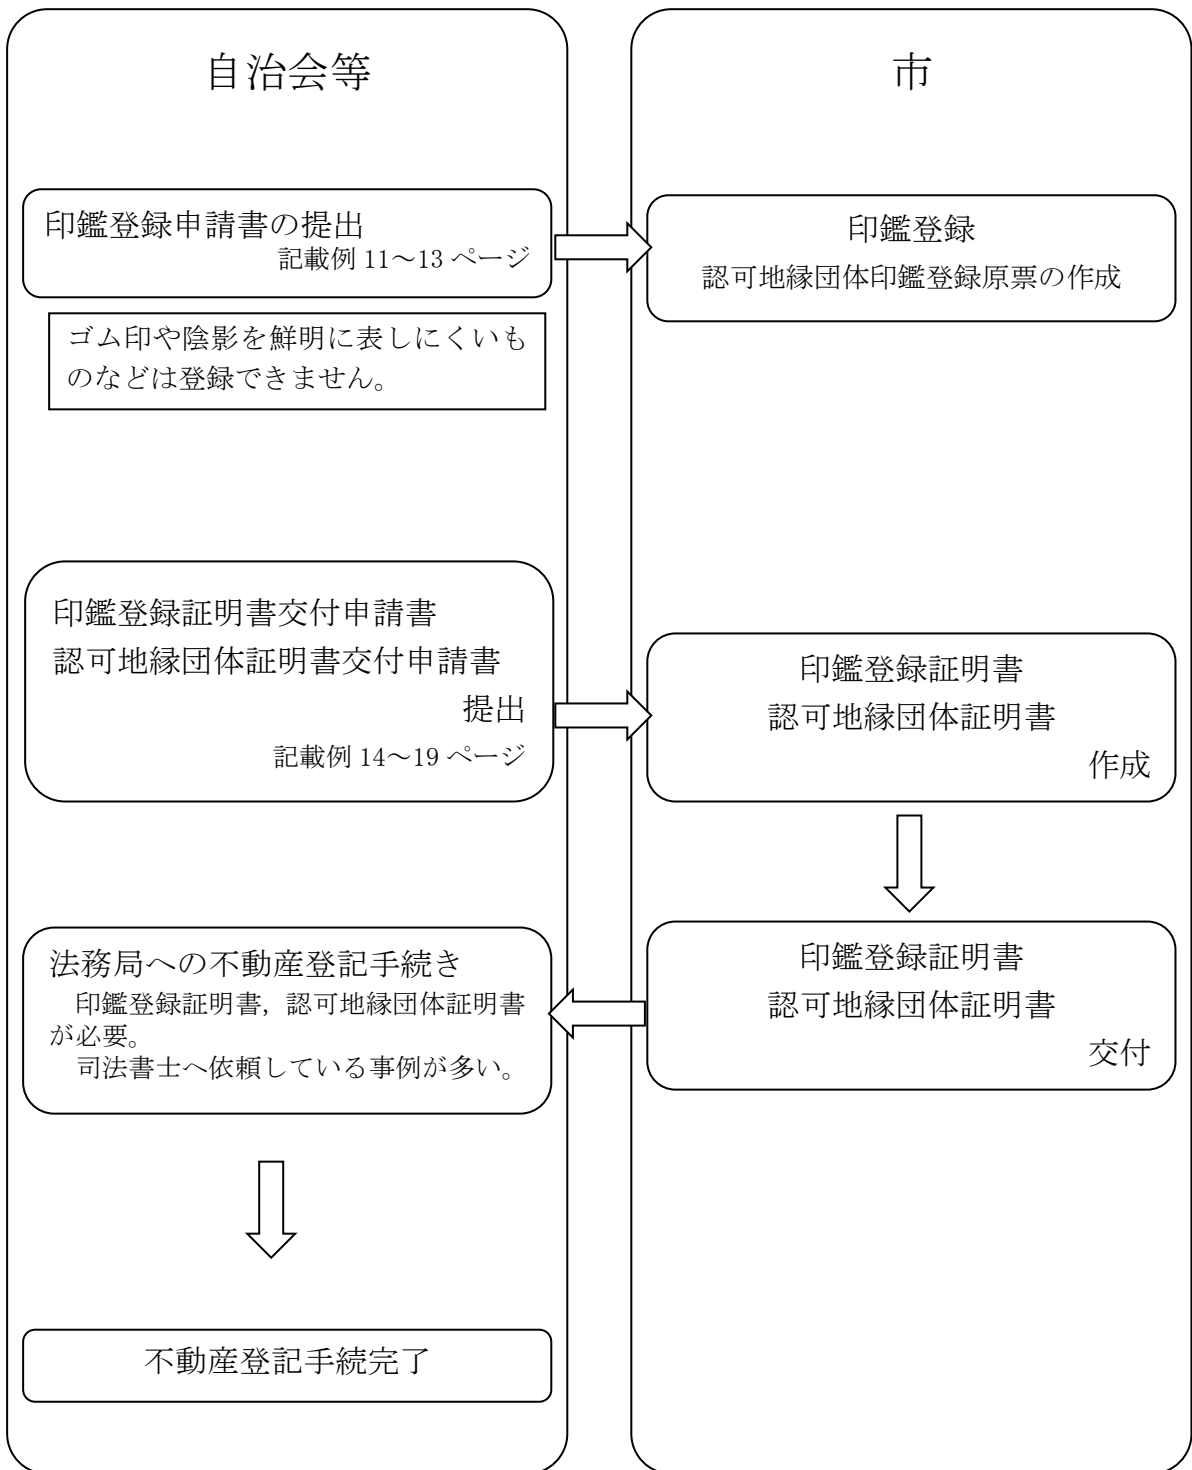 自治会等
印鑑登録申請書の提出
記載例 11～13 ページ
ゴム印や陰影を鮮明に表しにくいも
のなどは登録できません。
印鑑登録証明書交付申請書
認可地縁団体証明書交付申請書
提出
記載例 14～19 ページ
法務局への不動産登記手続き
印鑑登録証明書，認可地縁団体証明書
が必要。
司法書士へ依頼している事例が多い。
不動産登記手続完了
市
印鑑登録
認可地縁団体印鑑登録原票の作成
印鑑登録証明書
認可地縁団体証明書
作成
印鑑登録証明書
認可地縁団体証明書
交付